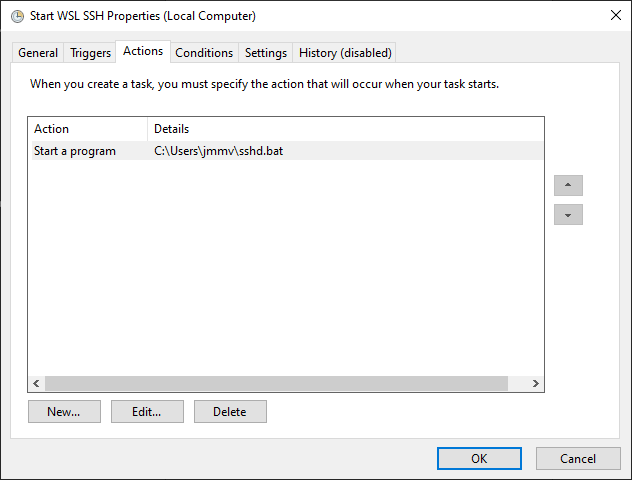 Start WSL SSH Properties (Local Computer)
General Triggers Actions Conditions Settings History (disabled)
When you create a task, you must specify the action that will occur when your task starts.
Action Details
Start a program C:\Users\jmmv\sshd.bat
New... Edit... Delete
OK Cancel